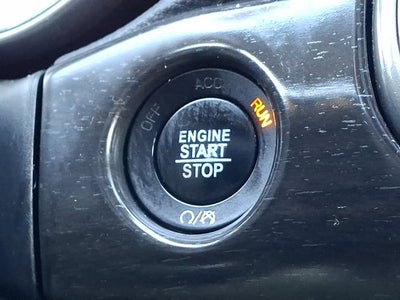 ACC
OFF
RUN
ENGINE
START
STOP